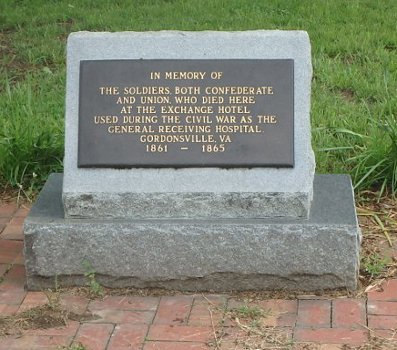 IN MEMORY OF
THE SOLDIERS, BOTH CONFEDERATE
AND UNION, WHO DIED HERE
AT THE EXCHANGE HOTEL
USED DURING THE CIVIL WAR AS THE
GENERAL RECEIVING HOSPITAL.
GORDONSVILLE, VA
1861 — 1865